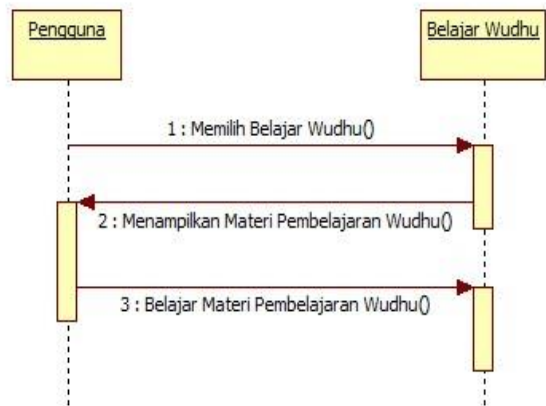 Pengguna
Belajar Wudhu
1 : Memilih Belajar Wudhu()
2 : Menampilkan Materi Pembelajaran Wudhu()
3 : Belajar Materi Pembelajaran Wudhu()